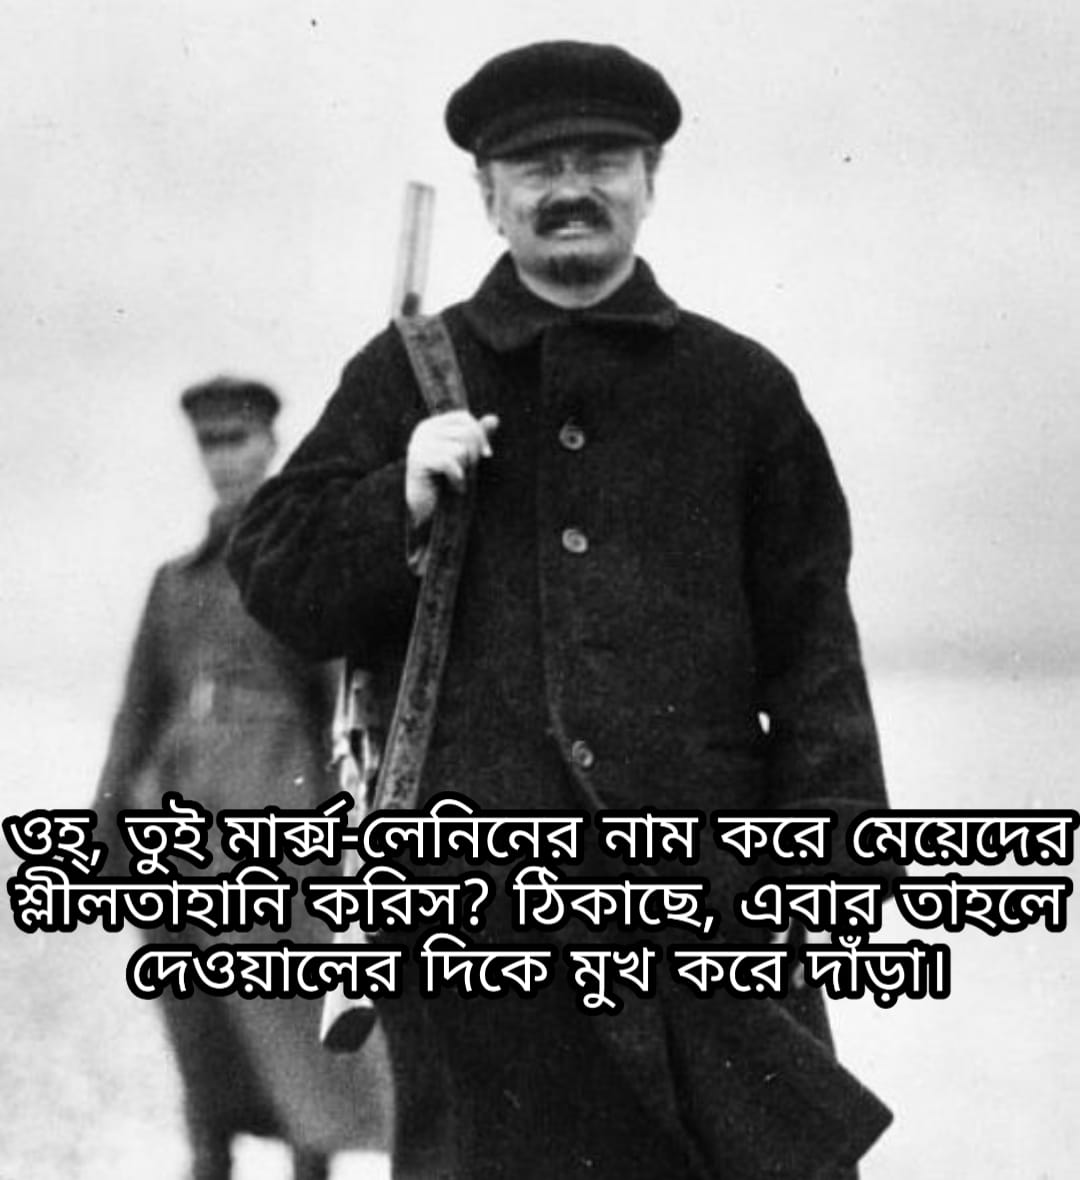 ওহ্, তুই মার্ক্স-লেনিনের নাম করে মেয়েদের
শ্লীলতাহানি করিস? ঠিকাছে, এবার তাহলে
দেওয়ালের দিকে মুখ করে দাঁড়া।